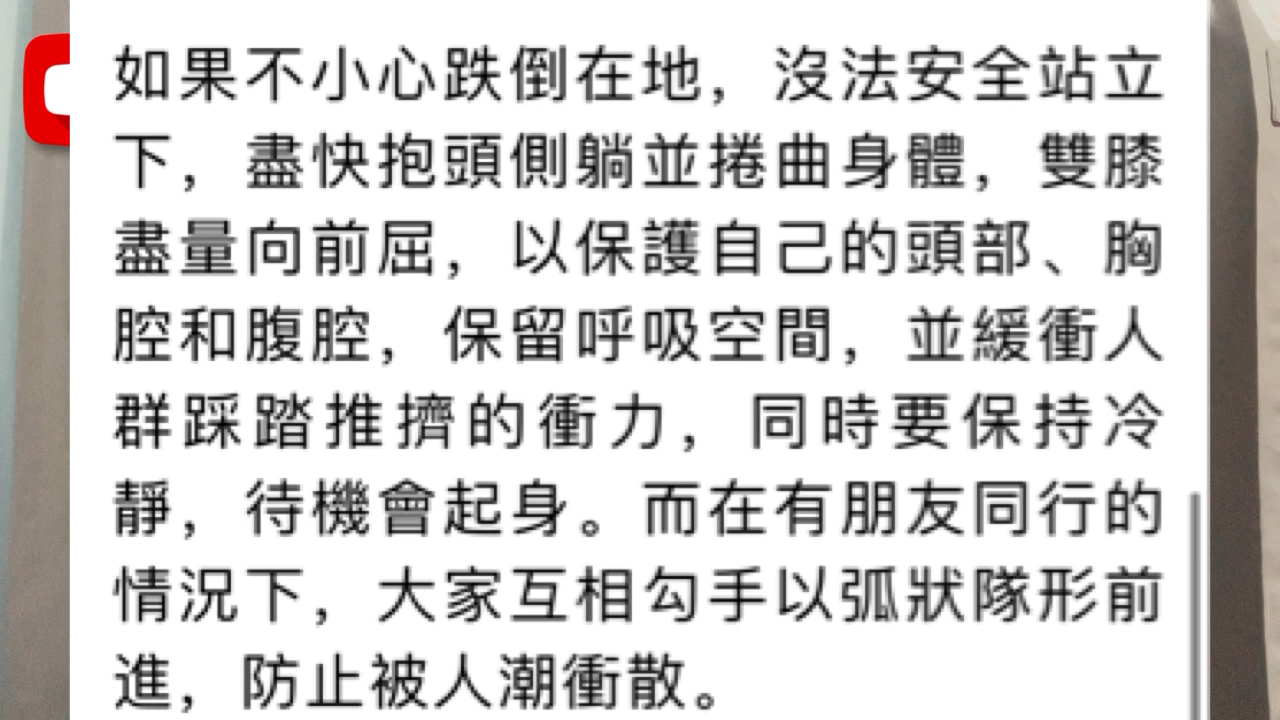 如果不小心跌倒在地，沒法安全站立
下，盡快抱頭側躺並捲曲身體，雙膝
盡量向前屈，以保護自己的頭部、胸
腔和腹腔，保留呼吸空間，並緩衝人
群踩踏推擠的衝力，同時要保持冷
靜，待機會起身。而在有朋友同行的
情況下，大家互相勾手以弧狀隊形前
進，防止被人潮衝散。